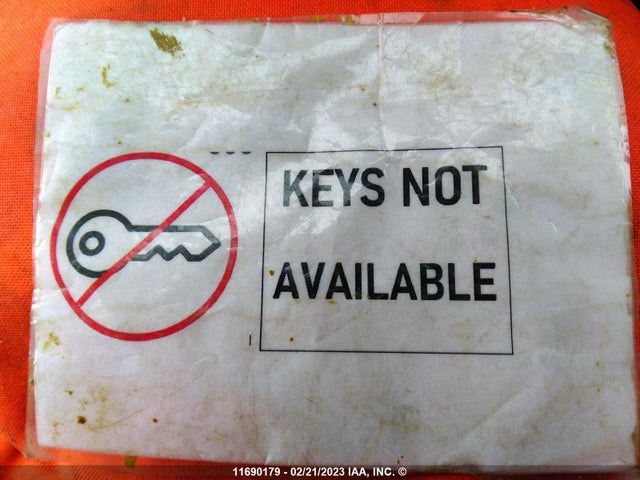 KEYS NOT
AVAILABLE
11690179 - 02/21/2023 IAA, INC. ©